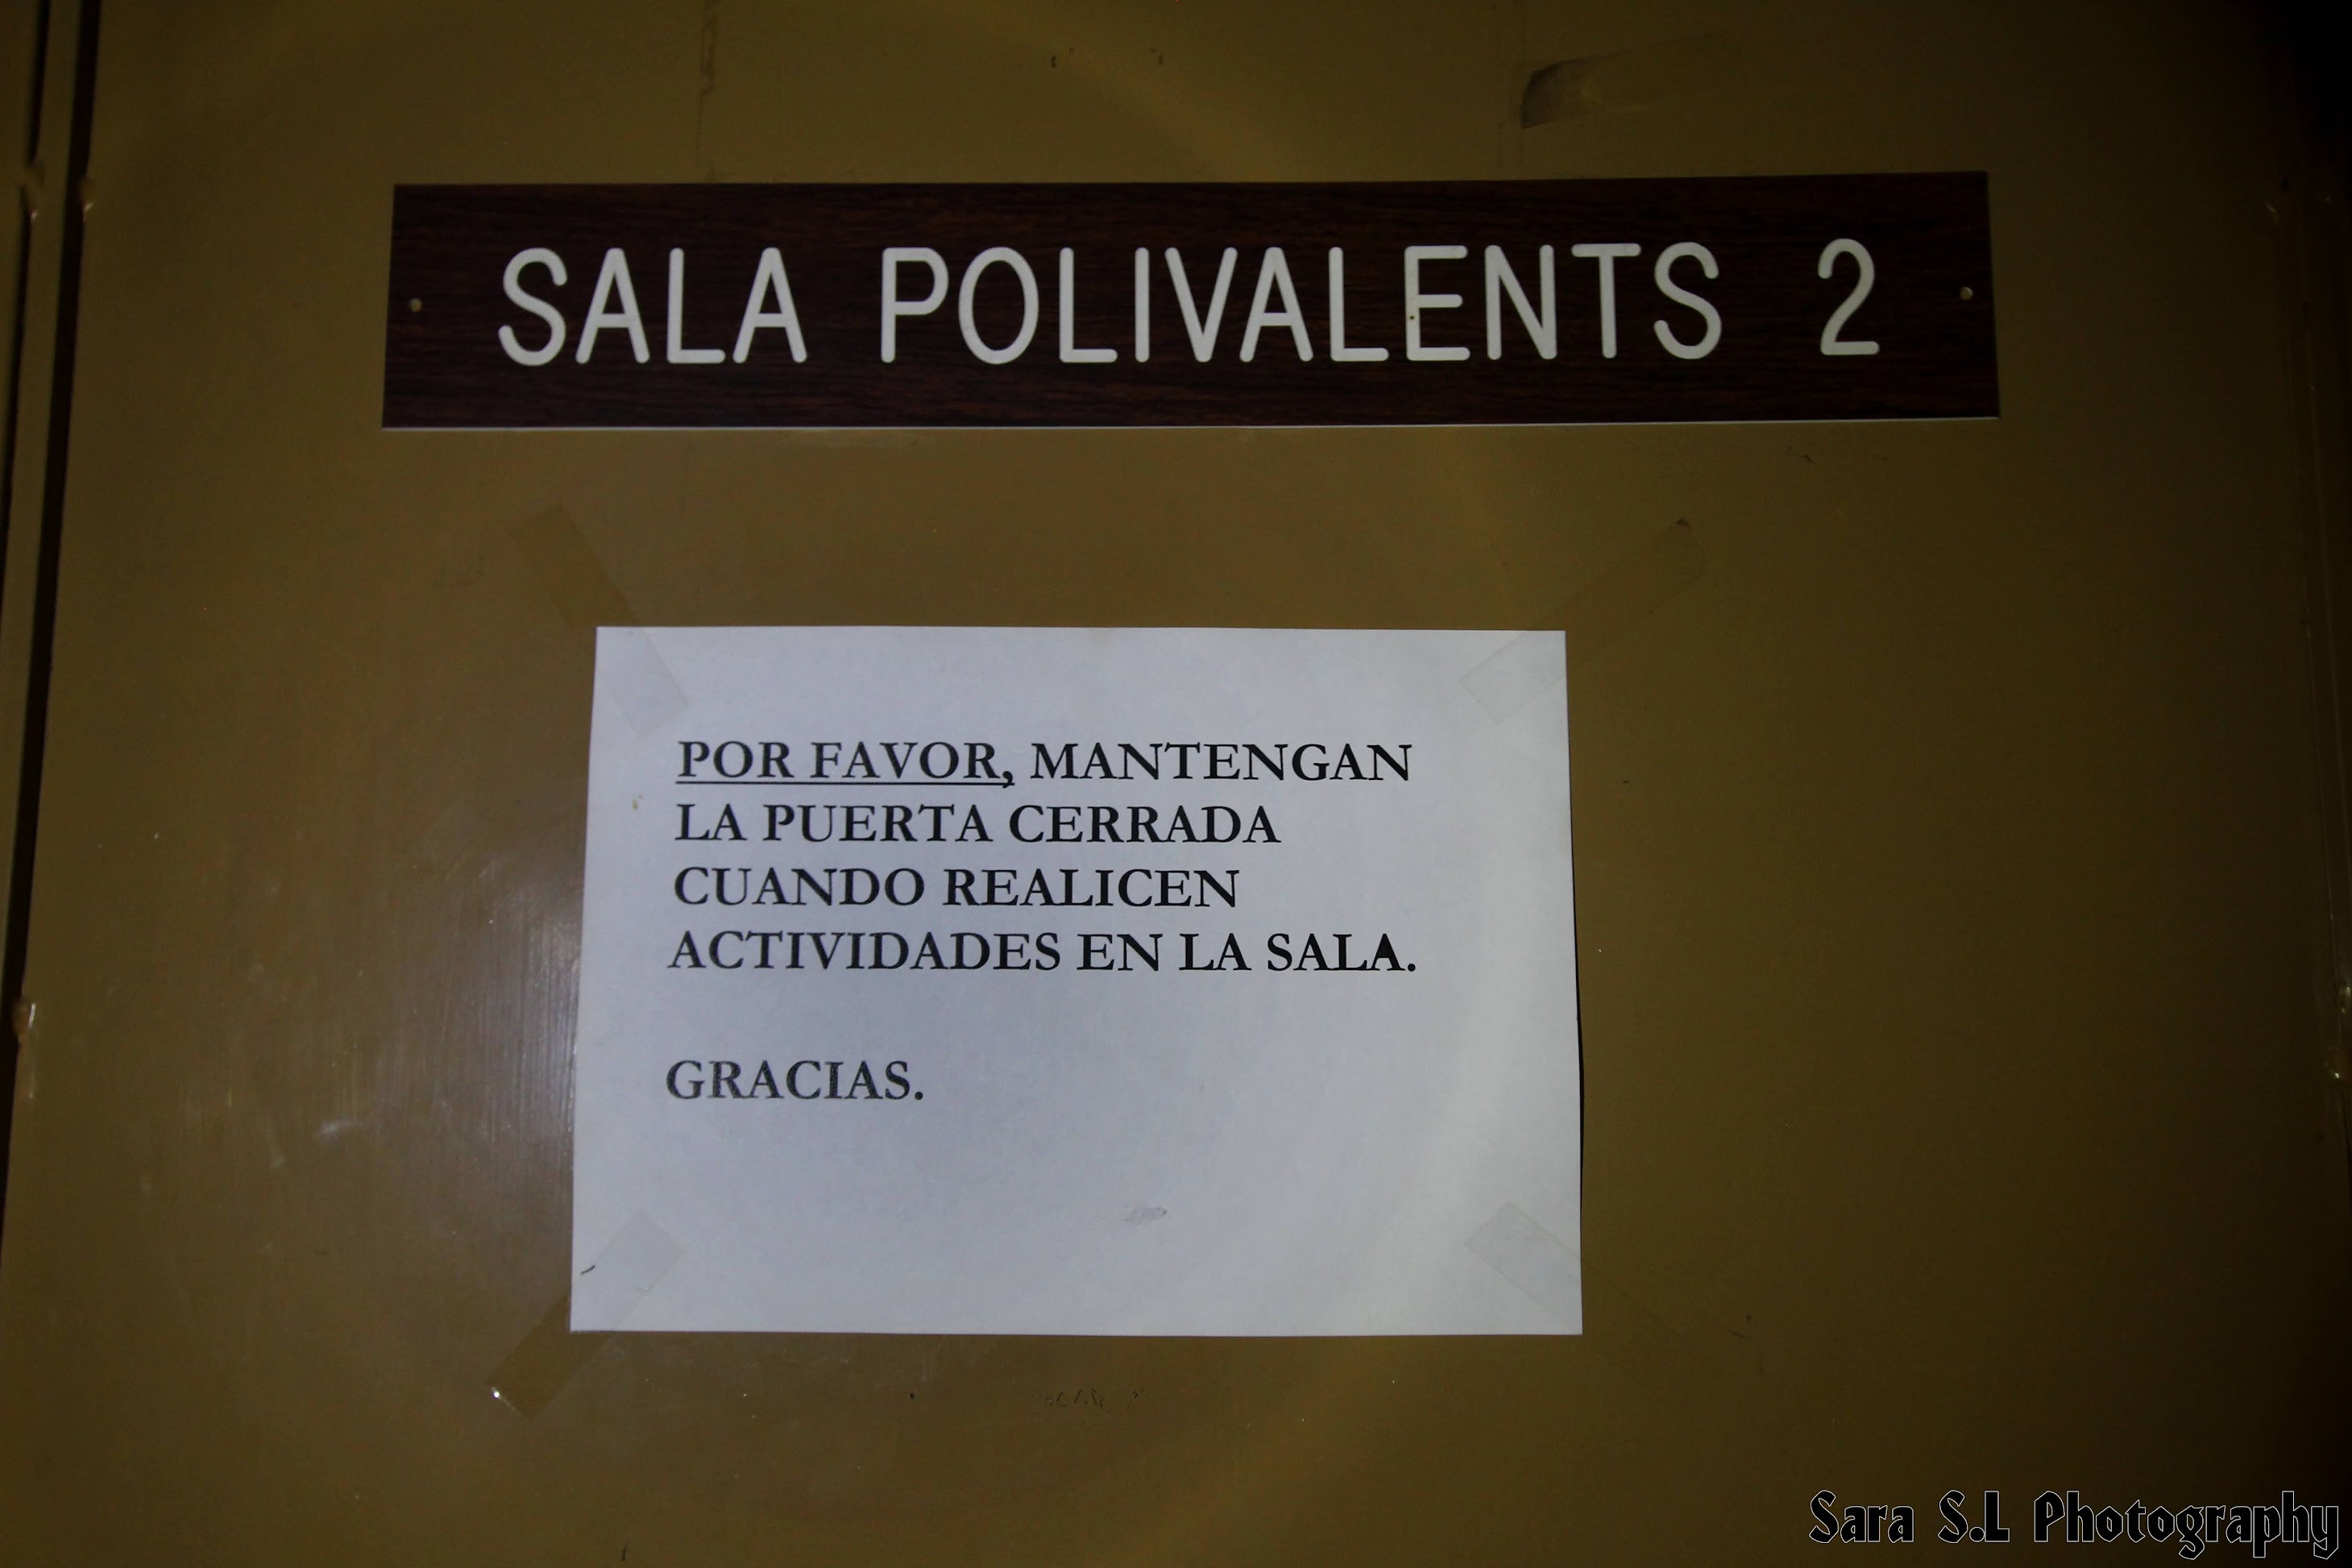 SALA POLIVALENTS 2
POR FAVOR, MANTENGAN
LA PUERTA CERRADA
CUANDO REALICEN
ACTIVIDADES EN LA SALA.
GRACIAS.
Sara S.L Photography